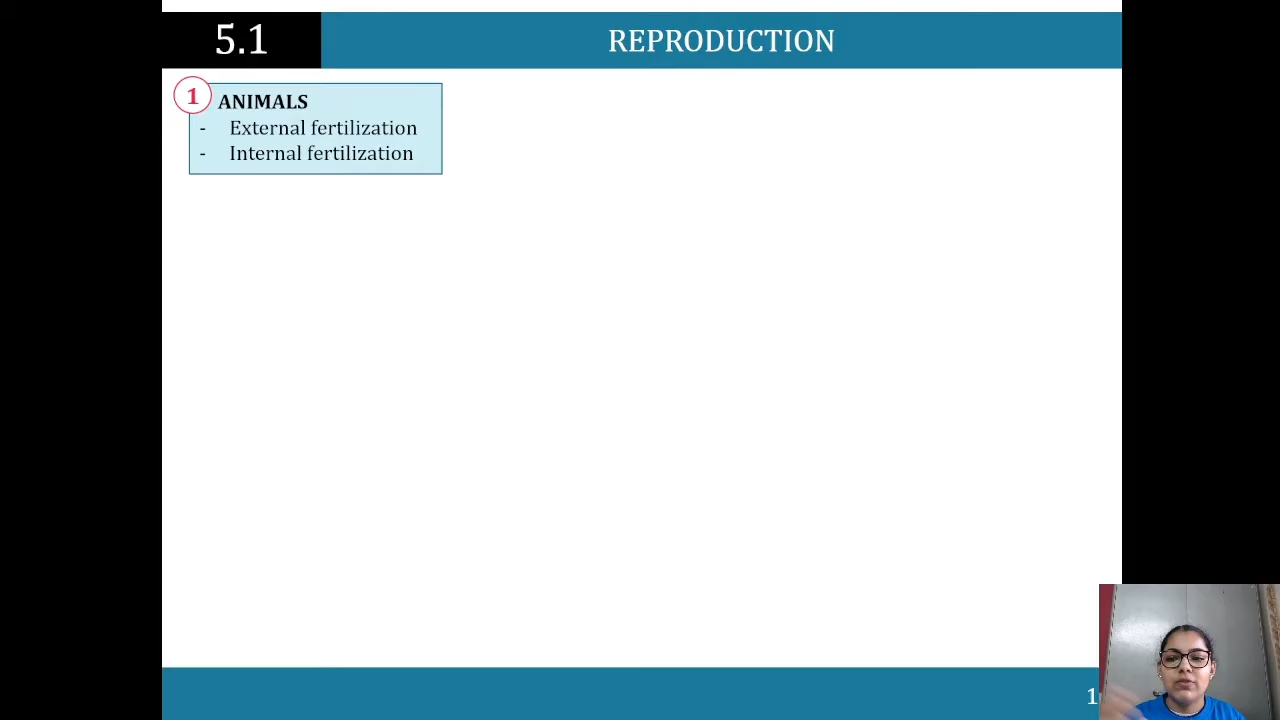 5.1
REPRODUCTION
1
ANIMALS
- External fertilization
- Internal fertilization